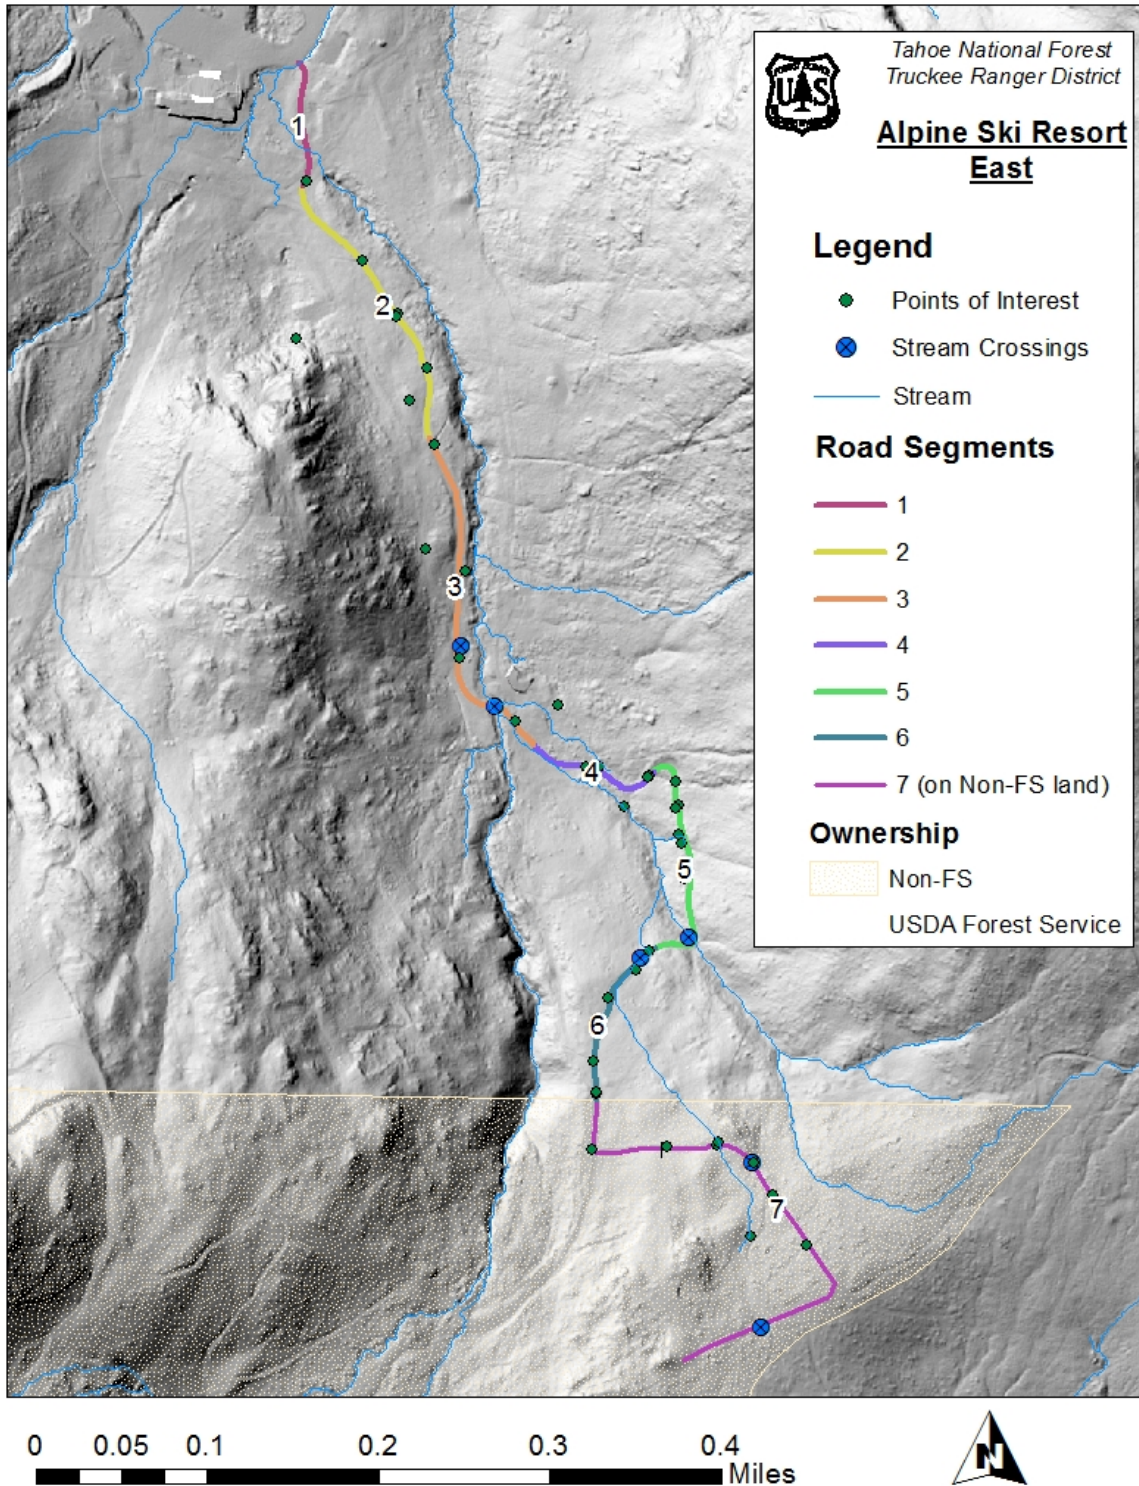 Tahoe National Forest
Truckee Ranger District
FOREST SERVICE
U S
Alpine Ski Resort
East
Legend
Points of Interest
Stream Crossings
Stream
Road Segments
1
2
3
4
5
6
7 (on Non-FS land)
Ownership
Non-FS
USDA Forest Service
1
2
3
4
5
6
7
0 0.05 0.1 0.2 0.3 0.4
Miles
N